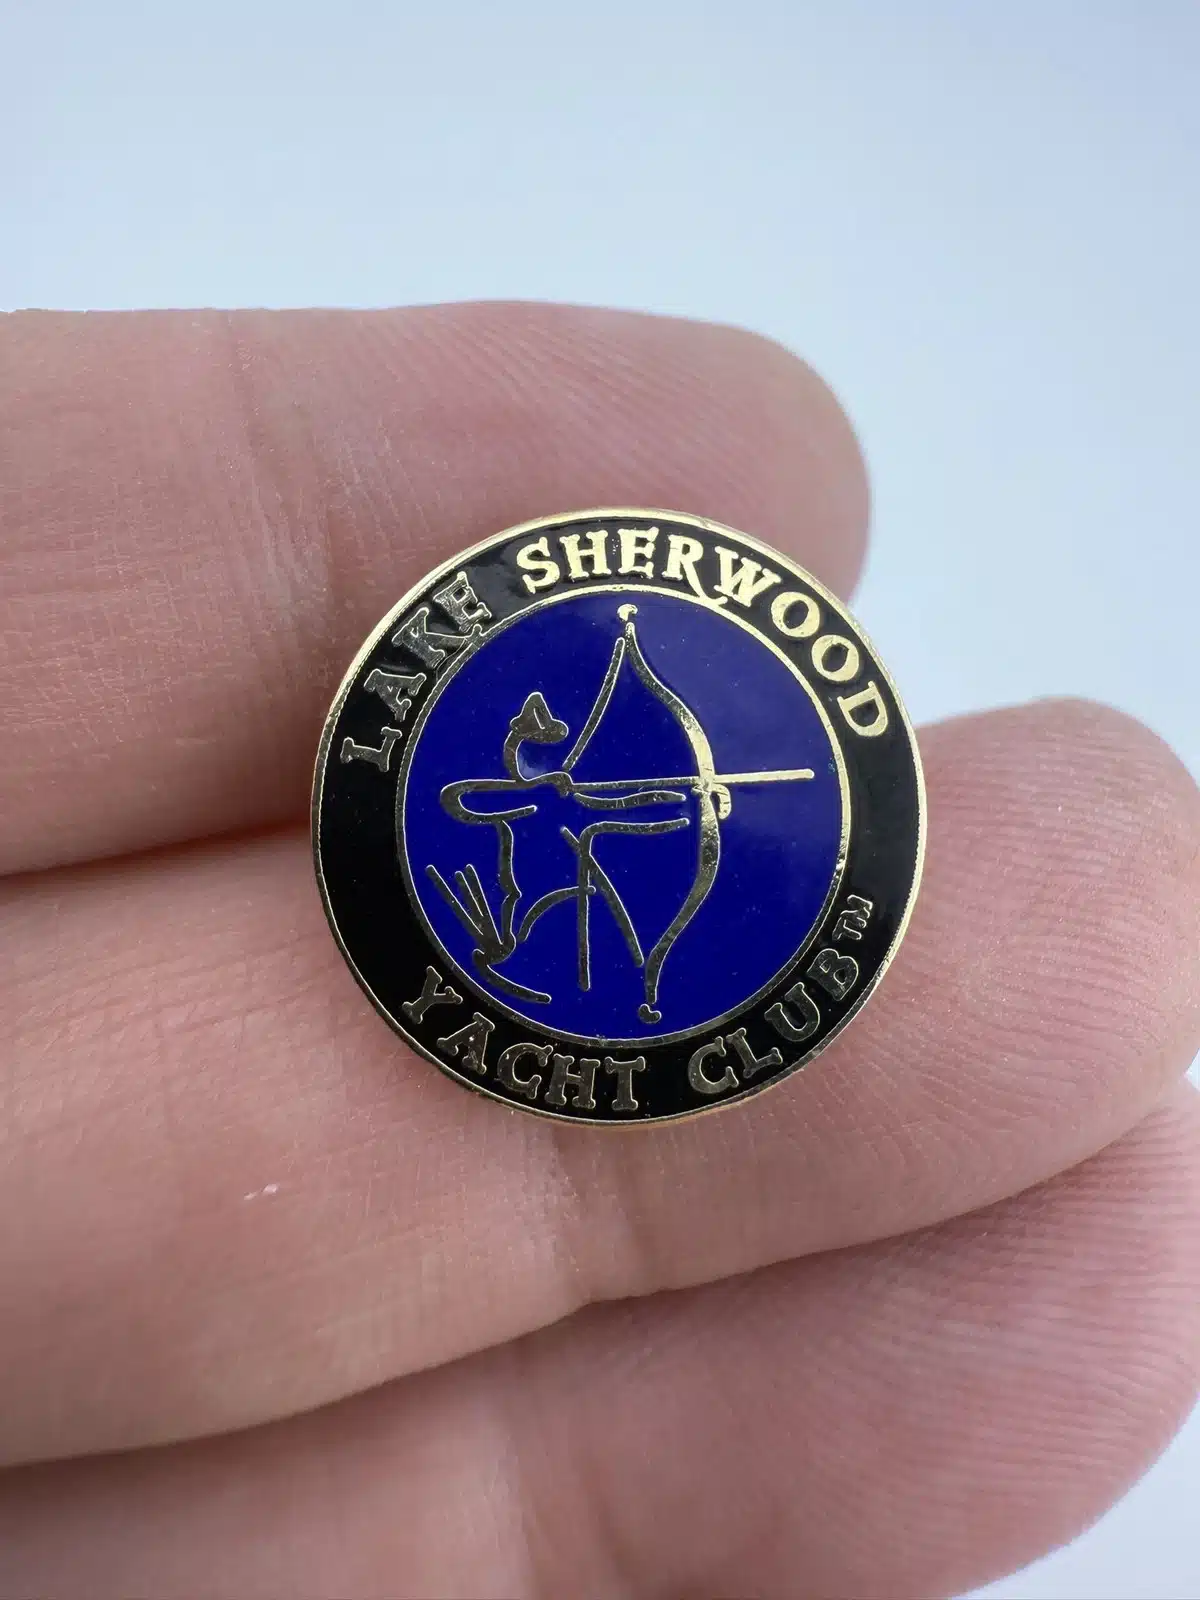 LAKE SHERWOOD
YACHT CLUB™